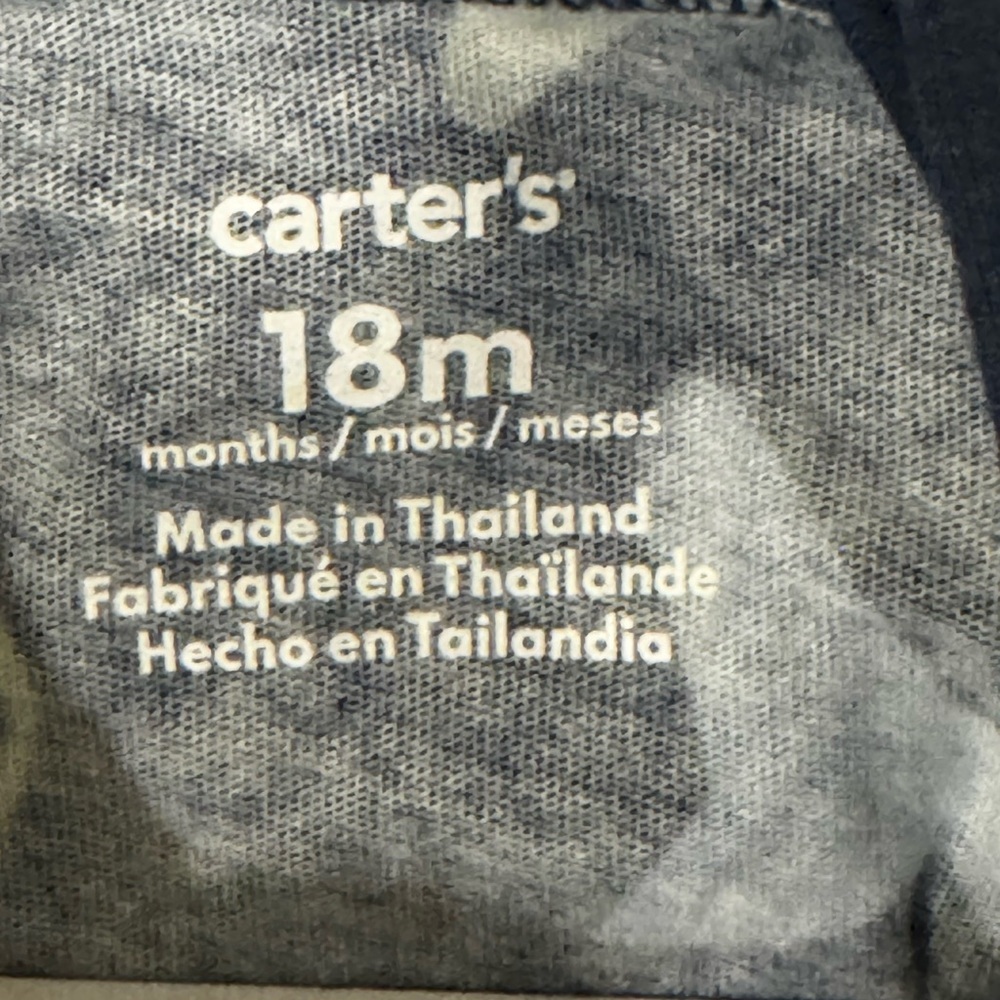 carter's
18m
months / mois / meses
Made in Thailand
Fabriqué en Thaïlande
Hecho en Tailandia